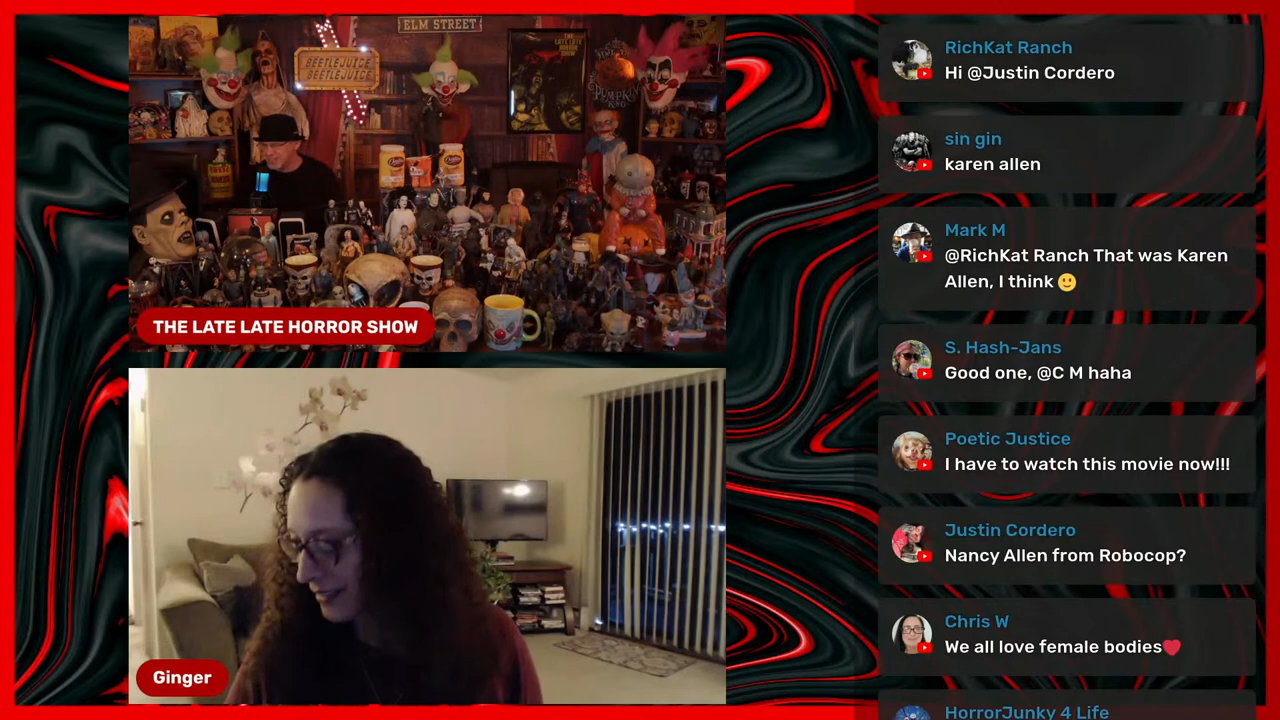 ELM STREET
BEETLEJUICE
BEETLEJUICE
THE LATE LATE HORROR SHOW
Ginger
RichKat Ranch
Hi @Justin Cordero
sin gin
karen allen
Mark M
@RichKat Ranch That was Karen
Allen, I think 🙂
S. Hash-Jans
Good one, @C M haha
Poetic Justice
I have to watch this movie now!!!
Justin Cordero
Nancy Allen from Robocop?
Chris W
We all love female bodies❤️
HorrorJunky 4 Life